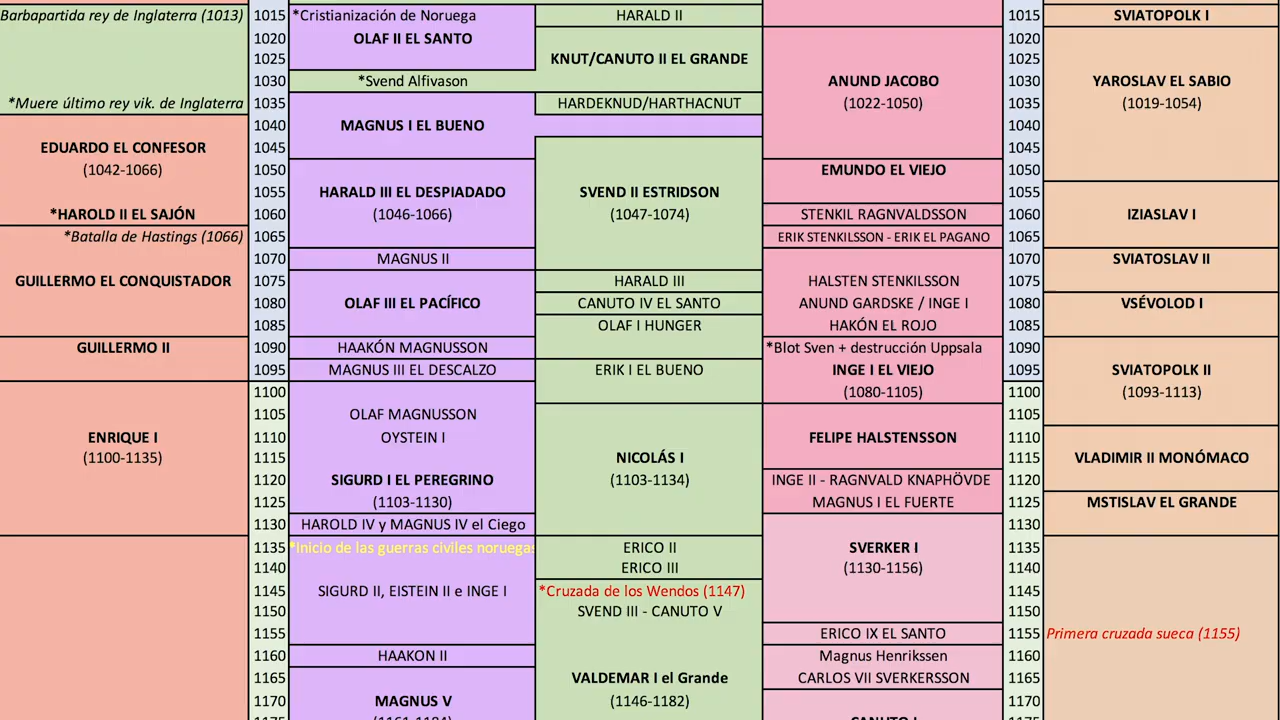 Barbapartida rey de Inglaterra (1013) 1015 *Cristianización de Noruega HARALD II 1015 SVIATOPOLK I
1020 OLAF II EL SANTO 1020
1025 KNUT/CANUTO II EL GRANDE 1025
1030 *Svend Alfivason ANUND JACOBO 1030 YAROSLAV EL SABIO
*Muere último rey vik. de Inglaterra 1035 HARDEKNUD/HARTHACNUT (1022-1050) 1035 (1019-1054)
1040 MAGNUS I EL BUENO 1040
EDUARDO EL CONFESOR 1045 1045
(1042-1066) 1050 EMUNDO EL VIEJO 1050
1055 HARALD III EL DESPIADADO SVEND II ESTRIDSON 1055
*HAROLD II EL SAJÓN 1060 (1046-1066) (1047-1074) STENKIL RAGNVALDSSON 1060 IZIASLAV I
*Batalla de Hastings (1066) 1065 ERIK STENKILSSON - ERIK EL PAGANO 1065
1070 MAGNUS II 1070 SVIATOSLAV II
GUILLERMO EL CONQUISTADOR 1075 HARALD III HALSTEN STENKILSSON 1075
1080 OLAF III EL PACÍFICO CANUTO IV EL SANTO ANUND GARDSKE / INGE I 1080 VSÉVOLOD I
1085 OLAF I HUNGER HAKÓN EL ROJO 1085
GUILLERMO II 1090 HAAKÓN MAGNUSSON *Blot Sven + destrucción Uppsala 1090
1095 MAGNUS III EL DESCALZO ERIK I EL BUENO INGE I EL VIEJO 1095 SVIATOPOLK II
1100 (1080-1105) 1100 (1093-1113)
1105 OLAF MAGNUSSON 1105
ENRIQUE I 1110 OYSTEIN I FELIPE HALSTENSSON 1110
(1100-1135) 1115 NICOLÁS I 1115 VLADIMIR II MONÓMACO
1120 SIGURD I EL PEREGRINO (1103-1134) INGE II - RAGNVALD KNAPHÖVDE 1120
1125 (1103-1130) MAGNUS I EL FUERTE 1125 MSTISLAV EL GRANDE
1130 HAROLD IV y MAGNUS IV el Ciego 1130
1135 *Inicio de las guerras civiles noruegas ERICO II SVERKER I 1135
1140 ERICO III (1130-1156) 1140
1145 SIGURD II, EISTEIN II e INGE I *Cruzada de los Wendos (1147) 1145
1150 SVEND III - CANUTO V 1150
1155 ERICO IX EL SANTO 1155 Primera cruzada sueca (1155)
1160 HAAKON II Magnus Henrikssen 1160
1165 VALDEMAR I el Grande CARLOS VII SVERKERSSON 1165
1170 MAGNUS V (1146-1182) 1170
1175 (1161-1184) CANUTO I 1175